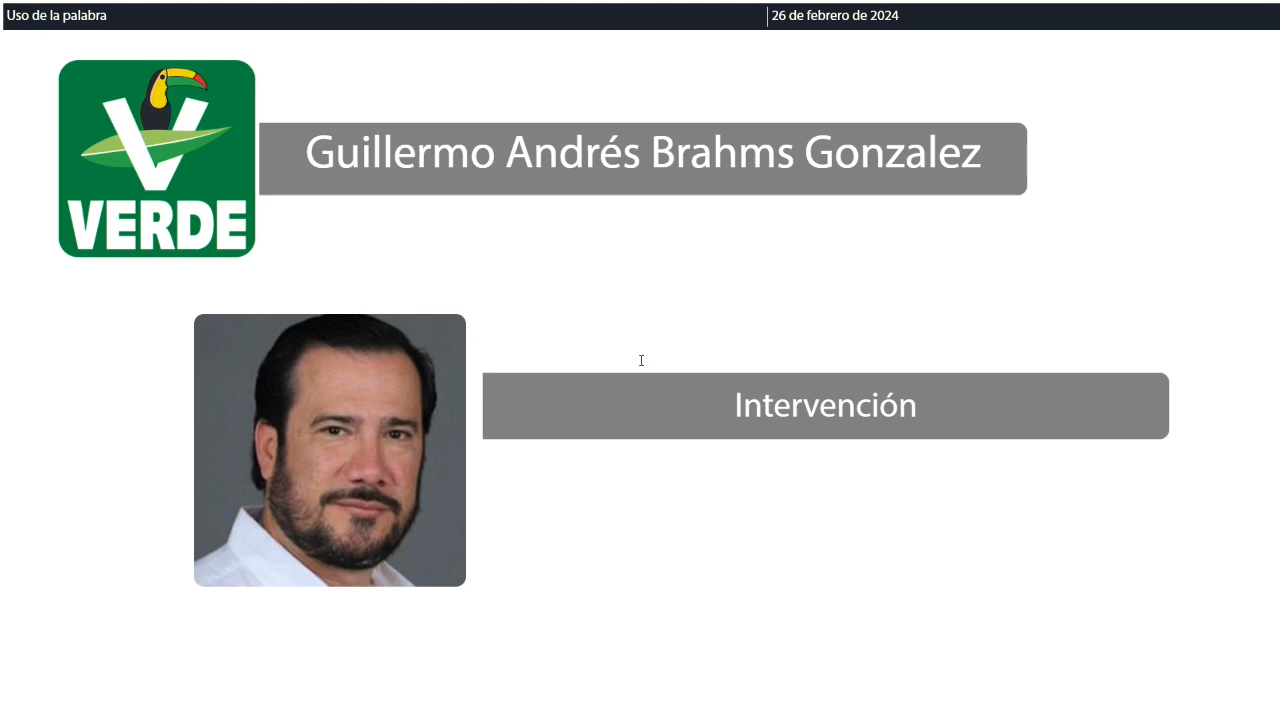 Uso de la palabra
26 de febrero de 2024
VERDE
Guillermo Andrés Brahms Gonzalez
Intervención